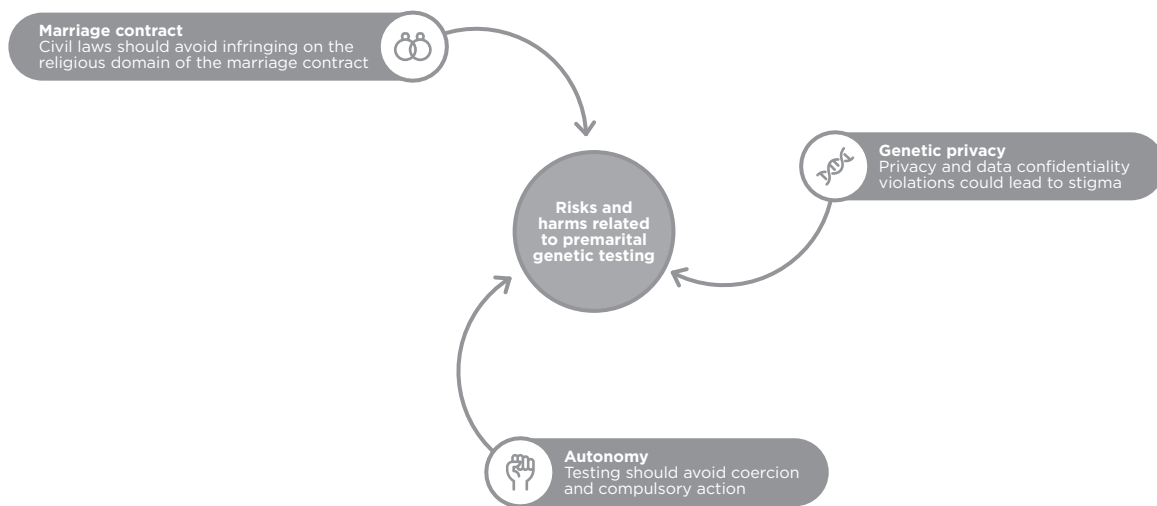 Marriage contract
Civil laws should avoid infringing on the
religious domain of the marriage contract
Genetic privacy
Privacy and data confidentiality
violations could lead to stigma
Risks and
harms related
to premarital
genetic testing
Autonomy
Testing should avoid coercion
and compulsory action